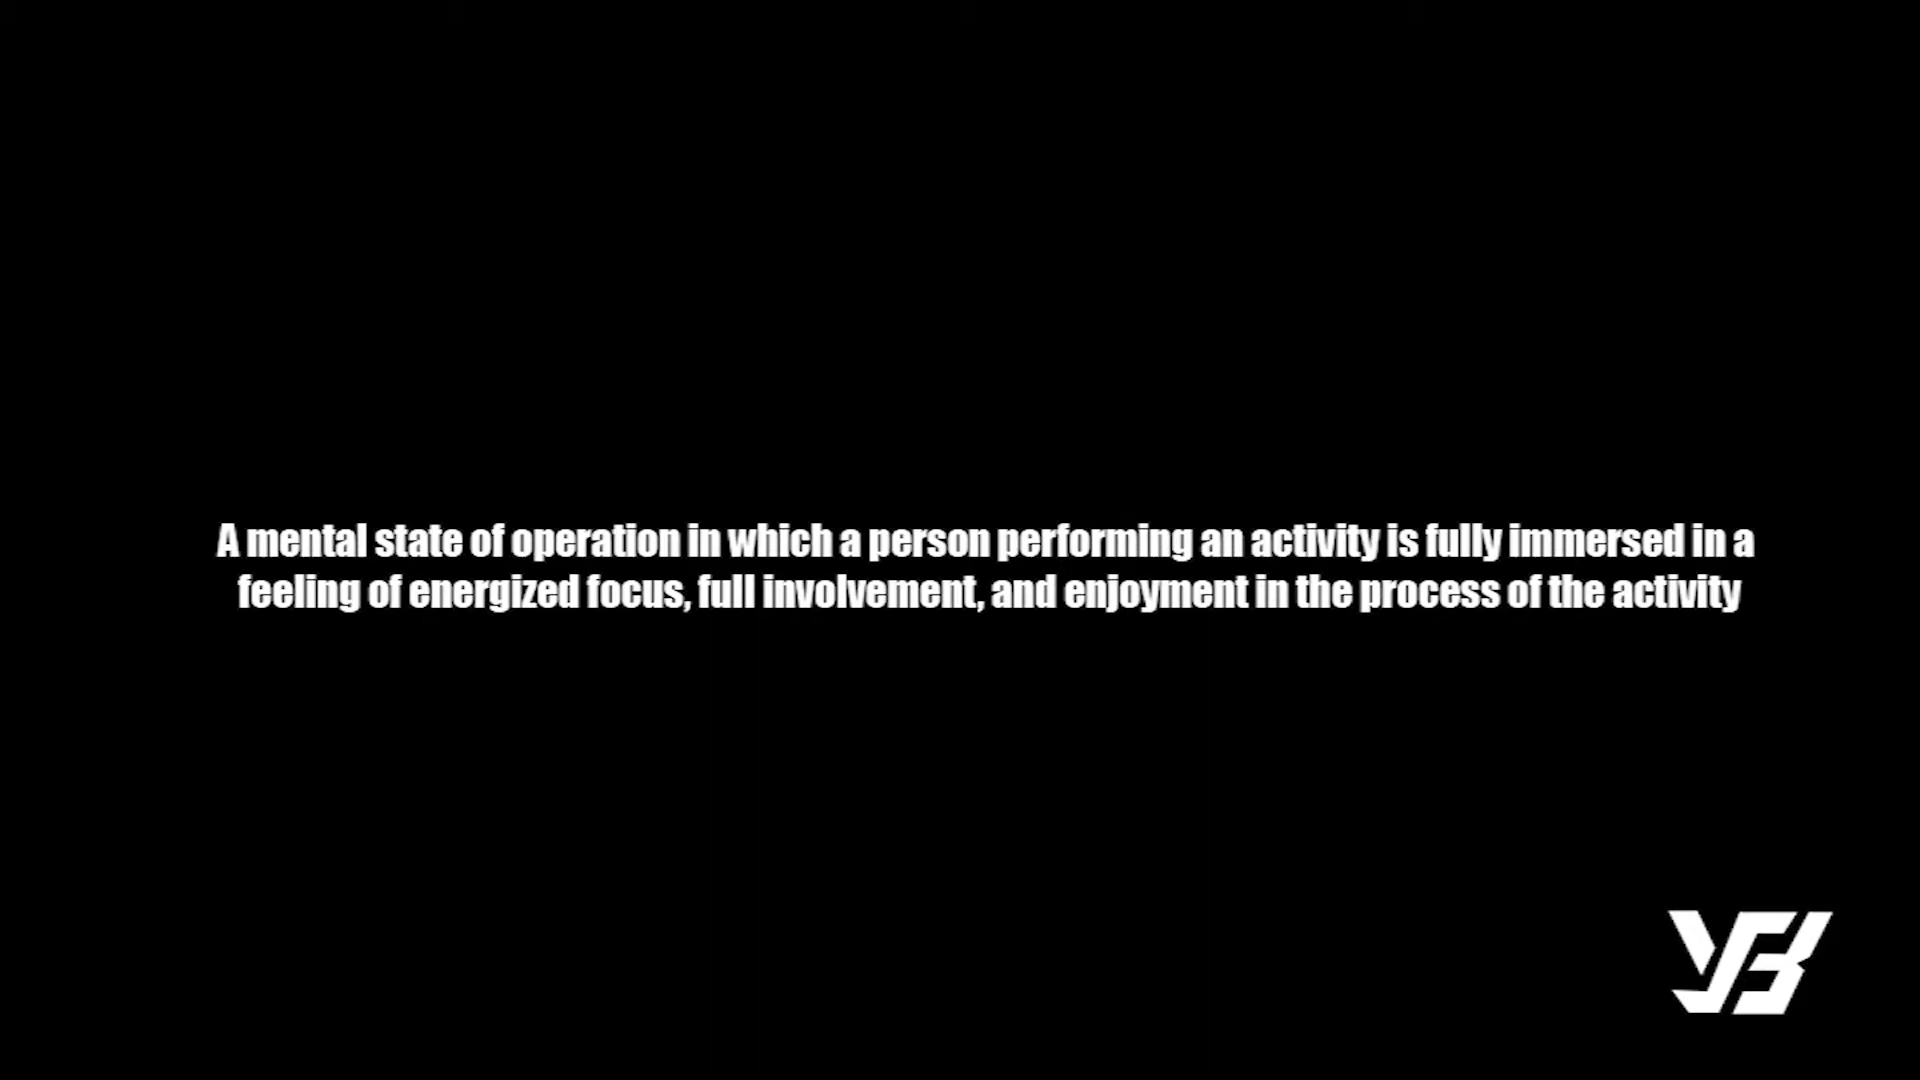 A mental state of operation in which a person performing an activity is fully immersed in a
feeling of energized focus, full involvement, and enjoyment in the process of the activity